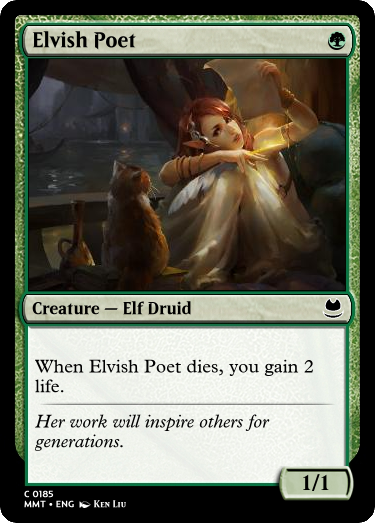 Elvish Poet
Creature — Elf Druid
When Elvish Poet dies, you gain 2
life.
Her work will inspire others for
generations.
1/1
C 0185
MMT • ENG Ken Liu